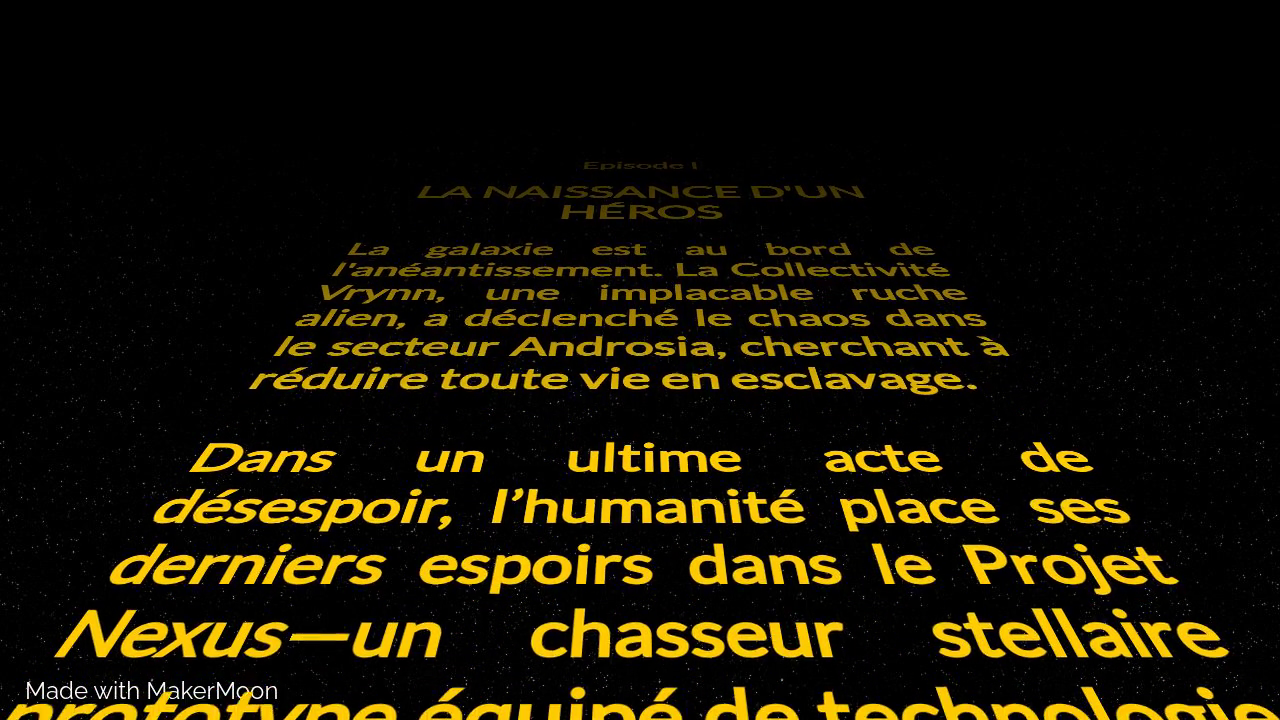 Episode I
LA NAISSANCE D'UN
HÉROS
La galaxie est au bord de
l'anéantissement. La Collectivité
Vrynn, une implacable ruche
alien, a déclenché le chaos dans
le secteur Androsia, cherchant à
réduire toute vie en esclavage.
Dans un ultime acte de
désespoir, l’humanité place ses
derniers espoirs dans le Projet
Nexus—un chasseur stellaire
prototype équipé de technologie
Made with MakerMoon